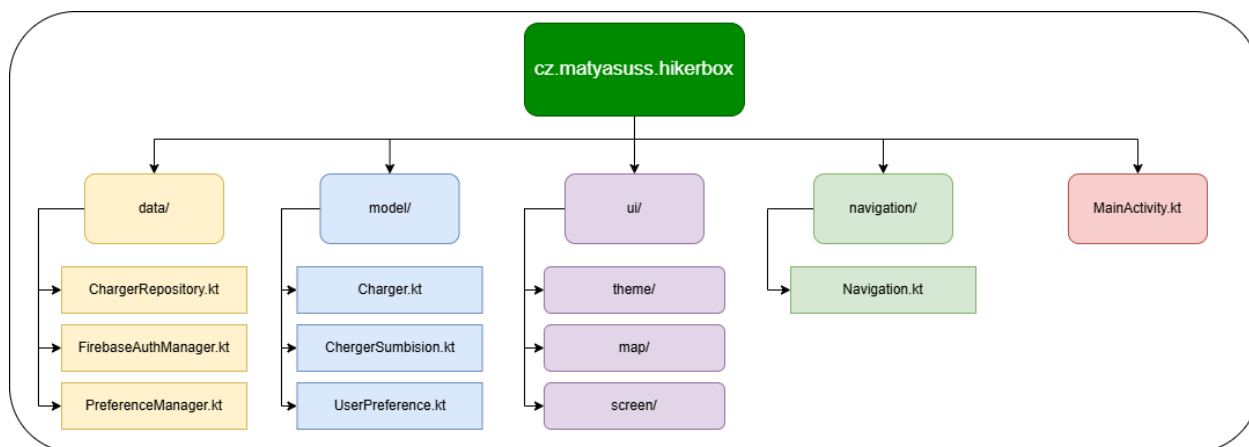 cz.matyasuss.hikerbox
data/
model/
ui/
navigation/
MainActivity.kt
ChargerRepository.kt
Charger.kt
theme/
Navigation.kt
FirebaseAuthManager.kt
ChergerSumbision.kt
map/
PreferenceManager.kt
UserPreference.kt
screen/